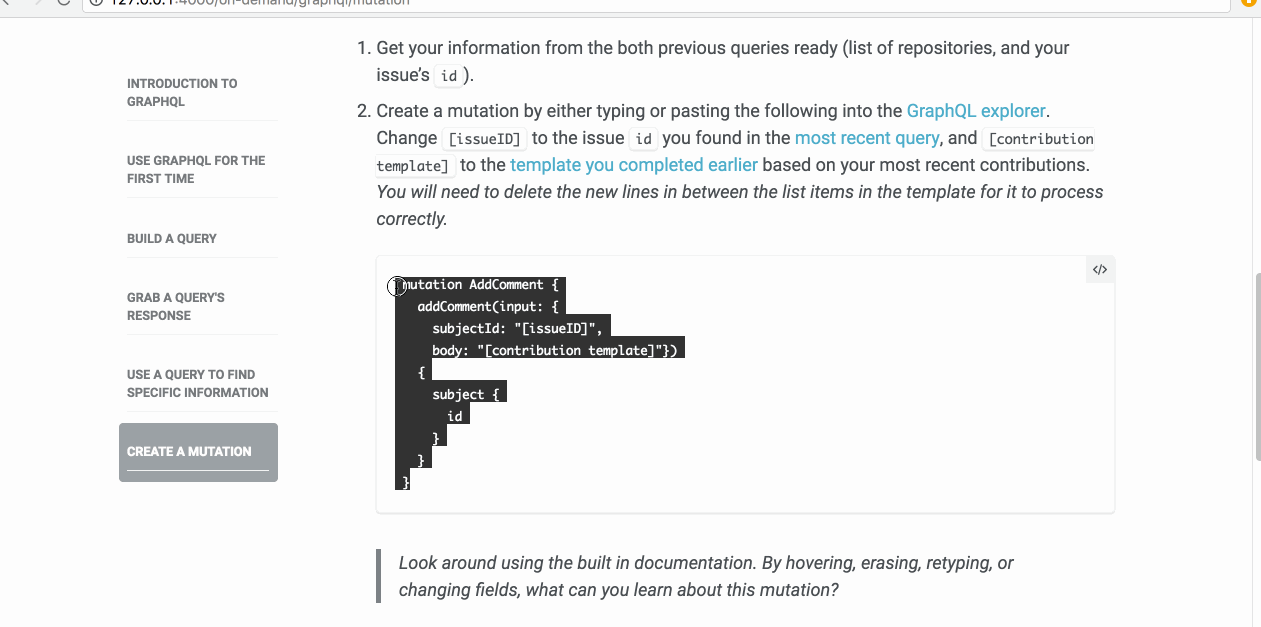 127.0.0.1:4000/on-demand/graphql/mutation
INTRODUCTION TO
GRAPHQL
USE GRAPHQL FOR THE
FIRST TIME
BUILD A QUERY
GRAB A QUERY'S
RESPONSE
USE A QUERY TO FIND
SPECIFIC INFORMATION
CREATE A MUTATION
1. Get your information from the both previous queries ready (list of repositories, and your
issue's id ).
2. Create a mutation by either typing or pasting the following into the GraphQL explorer.
Change [issueID] to the issue id you found in the most recent query, and [contribution
template] to the template you completed earlier based on your most recent contributions.
You will need to delete the new lines in between the list items in the template for it to process
correctly.
</>
mutation AddComment {
addComment(input: {
subjectId: "[issueID]",
body: "[contribution template]"})
{
subject {
id
}
}
}
Look around using the built in documentation. By hovering, erasing, retyping, or
changing fields, what can you learn about this mutation?